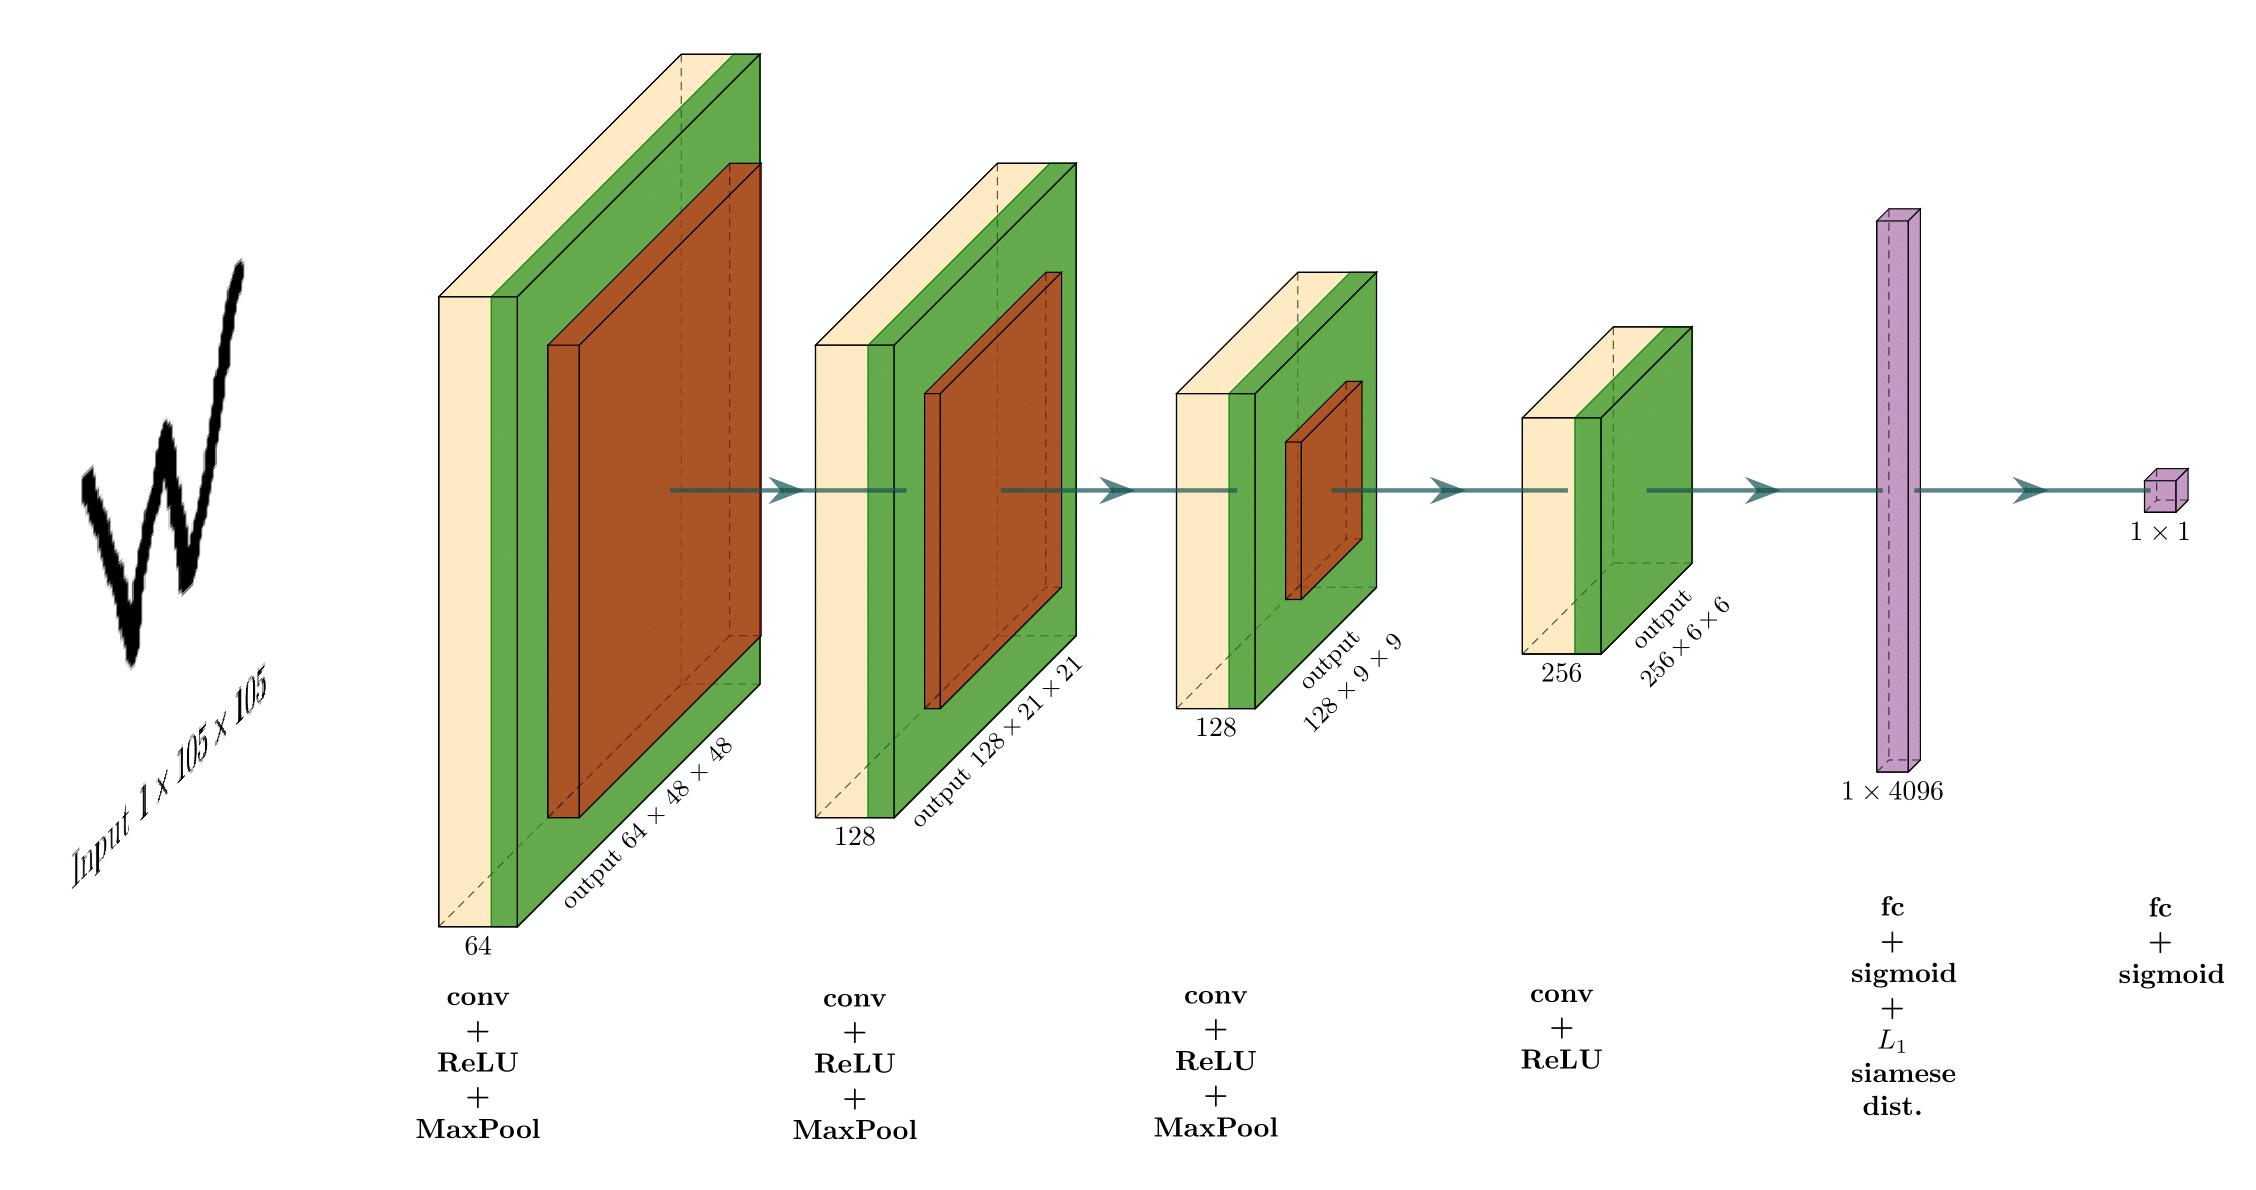 Input 1 x 105 x 105
64
output 64 × 48 × 48
conv
+
ReLU
+
MaxPool
128
output 128 × 21 × 21
conv
+
ReLU
+
MaxPool
128
output
128 × 9 × 9
conv
+
ReLU
+
MaxPool
256
output
256×6×6
conv
+
ReLU
1 × 4096
fc
+
sigmoid
+
L₁
siamese
dist.
1 × 1
fc
+
sigmoid